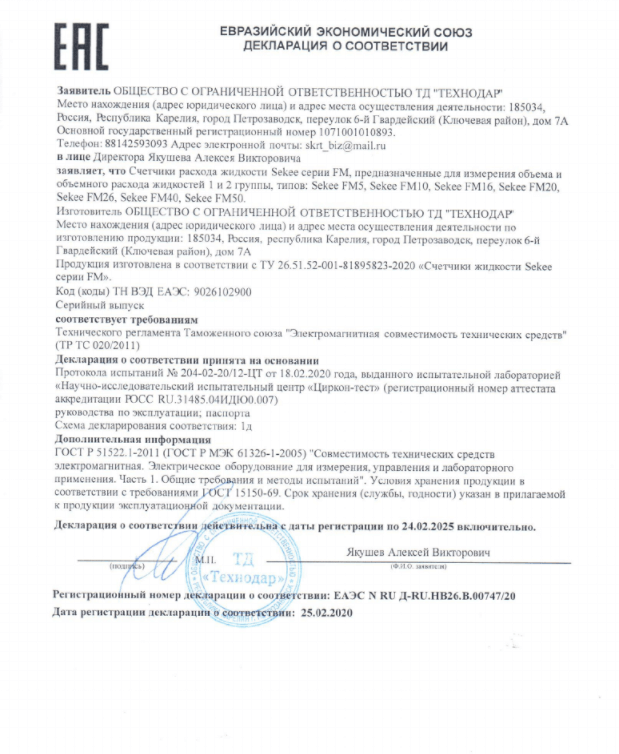 EAC
ЕВРАЗИЙСКИЙ ЭКОНОМИЧЕСКИЙ СОЮЗ
ДЕКЛАРАЦИЯ О СООТВЕТСТВИИ
Заявитель ОБЩЕСТВО С ОГРАНИЧЕННОЙ ОТВЕТСТВЕННОСТЬЮ ТД "ТЕХНОДАР"
Место нахождения (адрес юридического лица) и адрес места осуществления деятельности: 185034,
Россия, Республика Карелия, город Петрозаводск, переулок 6-й Гвардейский (Ключевая район), дом 7А
Основной государственный регистрационный номер 1071001010893.
Телефон: 88142593093 Адрес электронной почты: skrt_biz@mail.ru
в лице Директора Якушева Алексея Викторовича
заявляет, что Счетчики расхода жидкости Sekee серии FM, предназначенные для измерения объема и
объемного расхода жидкостей 1 и 2 группы, типов: Sekee FM5, Sekee FM10, Sekee FM16, Sekee FM20,
Sekee FM26, Sekee FM40, Sekee FM50.
Изготовитель ОБЩЕСТВО С ОГРАНИЧЕННОЙ ОТВЕТСТВЕННОСТЬЮ ТД "ТЕХНОДАР"
Место нахождения (адрес юридического лица) и адрес места осуществления деятельности по
изготовлению продукции: 185034, Россия, республика Карелия, город Петрозаводск, переулок 6-й
Гвардейский (Ключевая район), дом 7А
Продукция изготовлена в соответствии с ТУ 26.51.52-001-81895823-2020 «Счетчики жидкости Sekee
серии FM».
Код (коды) ТН ВЭД ЕАЭС: 9026102900
Серийный выпуск
соответствует требованиям
Технического регламента Таможенного союза "Электромагнитная совместимость технических средств"
(ТР ТС 020/2011)
Декларация о соответствии принята на основании
Протокола испытаний № 204-02-20/12-ЦТ от 18.02.2020 года, выданного испытательной лабораторией
«Научно-исследовательский испытательный центр «Циркон-тест» (регистрационный номер аттестата
аккредитации РОСС RU.31485.04ИДЮ0.007)
руководства по эксплуатации; паспорта
Схема декларирования соответствия: 1д
Дополнительная информация
ГОСТ Р 51522.1-2011 (ГОСТ Р МЭК 61326-1-2005) "Совместимость технических средств
электромагнитная. Электрическое оборудование для измерения, управления и лабораторного
применения. Часть 1. Общие требования и методы испытаний". Условия хранения продукции в
соответствии с требованиями ГОСТ 15150-69. Срок хранения (службы, годности) указан в прилагаемой
к продукции эксплуатационной документации.
Декларация о соответствии действительна с даты регистрации по 24.02.2025 включительно.
Якушев Алексей Викторович
(подпись) М.П. (Ф.И.О. заявителя)
ТД
«Технодар»
Регистрационный номер декларации о соответствии: ЕАЭС N RU Д-RU.НВ26.В.00747/20
Дата регистрации декларации о соответствии: 25.02.2020